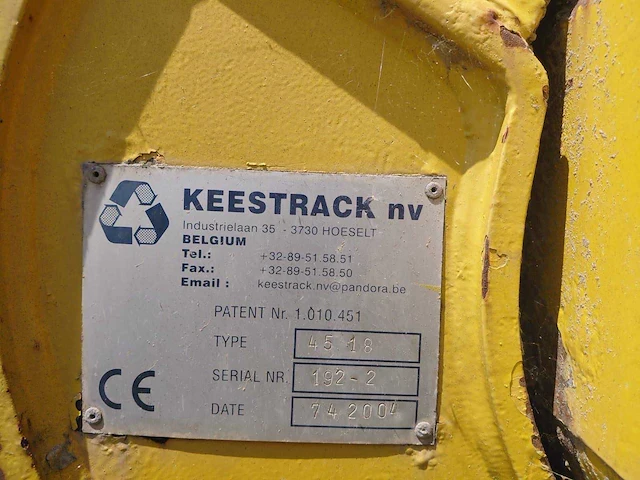 KEESTRACK nv
Industrielaan 35 - 3730 HOESELT
BELGIUM
Tel.: +32-89-51.58.51
Fax.: +32-89-51.58.50
Email : keestrack.nv@pandora.be
PATENT Nr. 1.010.451
TYPE 45 18
SERIAL NR. 192-2
DATE 7 4 2004
CE